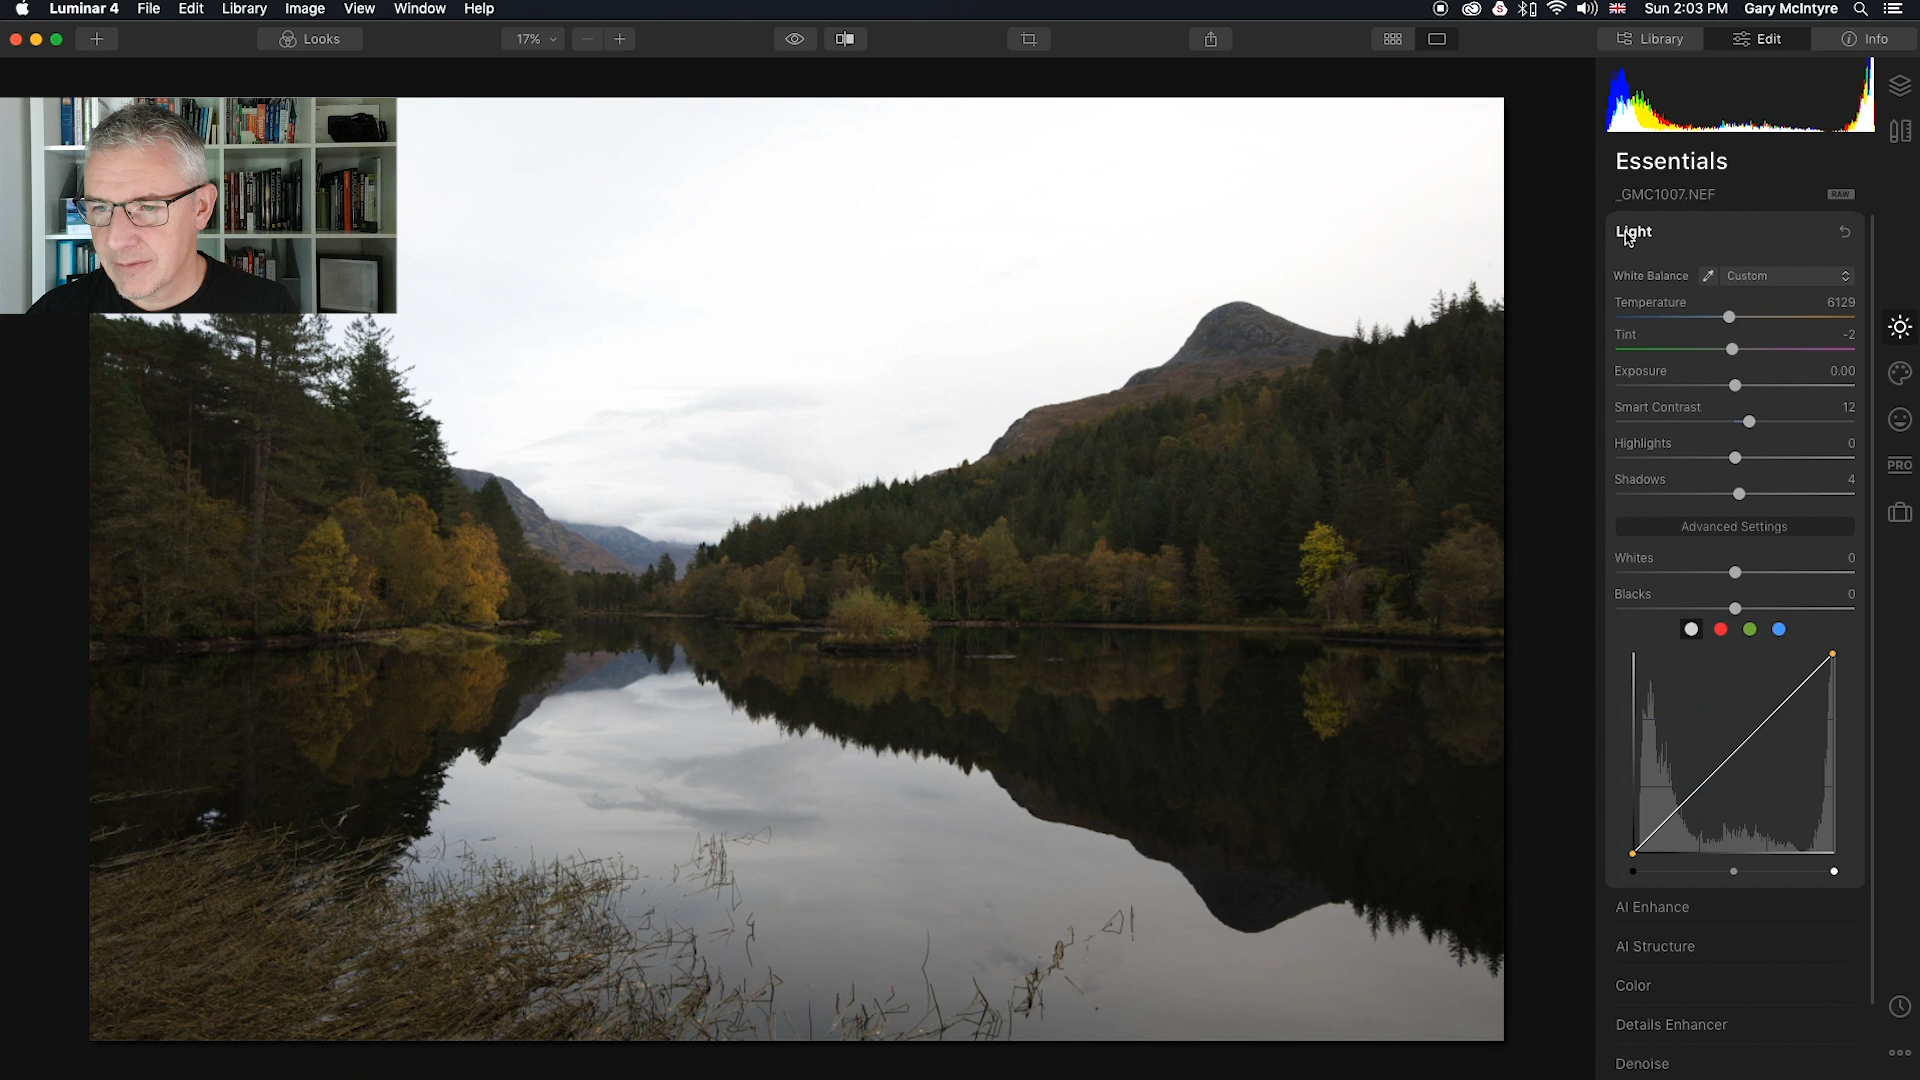 Luminar 4 File Edit Library Image View Window Help Sun 2:03 PM Gary McIntyre
Looks 17% Library Edit Info
Essentials
_GMC1007.NEF RAW
Light
White Balance Custom
Temperature 6129
Tint -2
Exposure 0.00
Smart Contrast 12
Highlights 0
Shadows 4
PRO
Advanced Settings
Whites 0
Blacks 0
AI Enhance
AI Structure
Color
Details Enhancer
Denoise